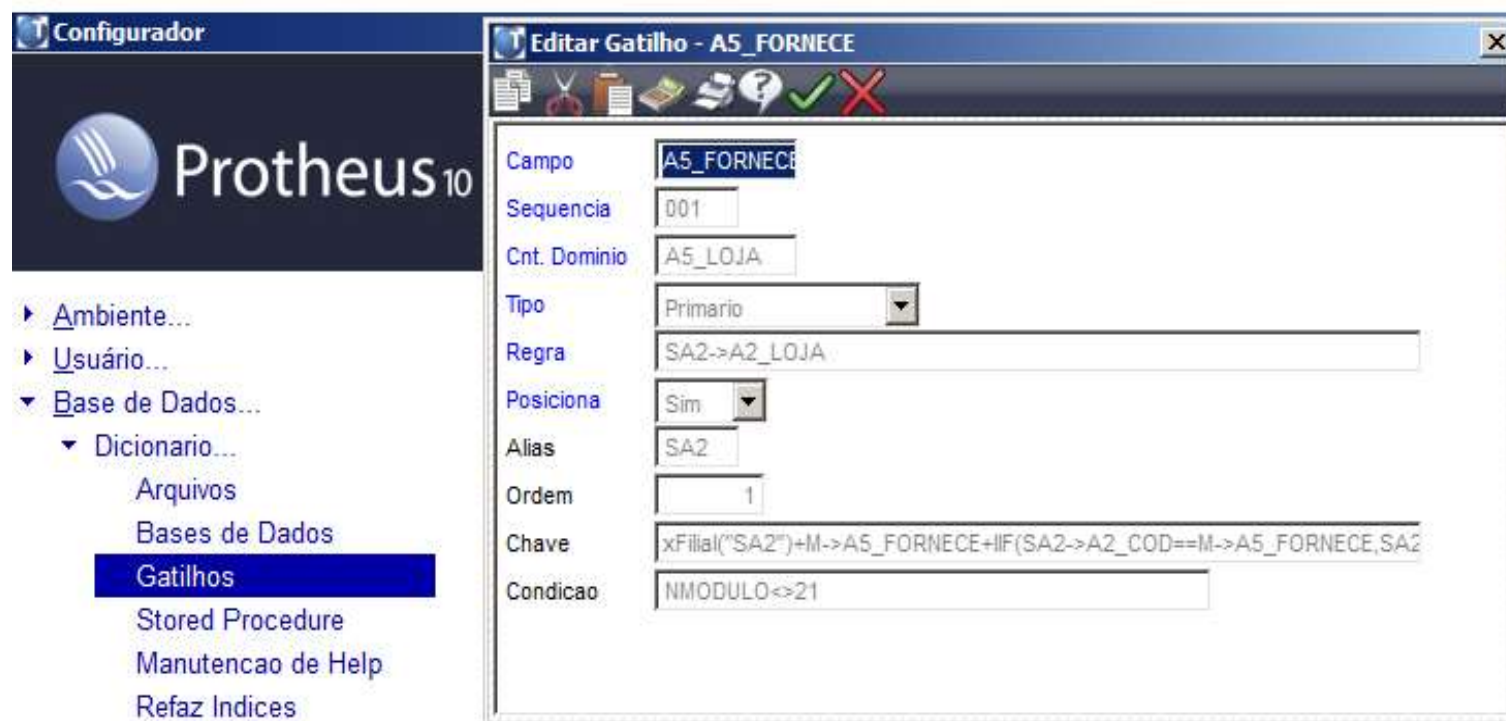 Configurador
Protheus 10
Ambiente...
Usuário...
Base de Dados...
Dicionario...
Arquivos
Bases de Dados
Gatilhos
Stored Procedure
Manutencao de Help
Refaz Indices
Editar Gatilho - A5_FORNECE
Campo A5_FORNECE
Sequencia 001
Cnt. Dominio A5_LOJA
Tipo Primario
Regra SA2->A2_LOJA
Posiciona Sim
Alias SA2
Ordem 1
Chave xFilial("SA2")+M->A5_FORNECE+IIF(SA2->A2_COD==M->A5_FORNECE,SA2
Condicao NMODULO<>21